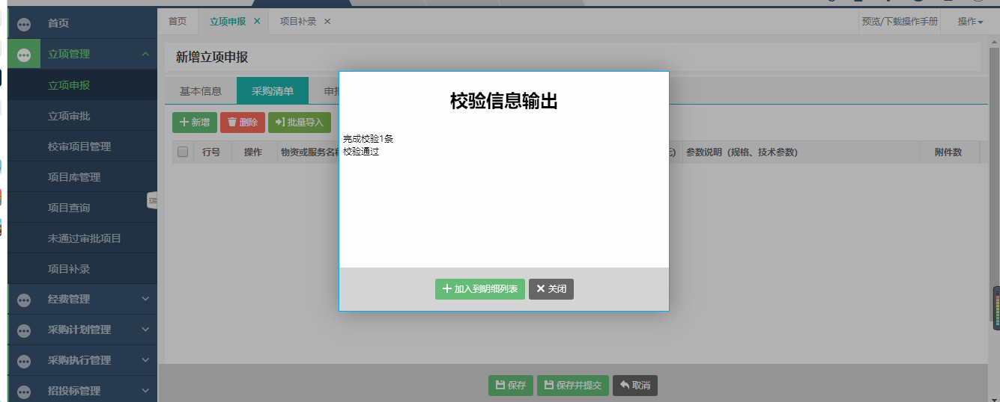 首页
立项管理
立项申报
立项审批
校审项目管理
项目库管理
项目查询
未通过审批项目
项目补录
经费管理
采购计划管理
采购执行管理
招投标管理
首页 立项申报 项目补录 预览/下载操作手册 操作
新增立项申报
基本信息 采购清单
新增 删除 批量导入
行号 操作 物资或服务名称 参数说明（规格、技术参数） 附件数
校验信息输出
完成校验1条
校验通过
加入到明细列表 关闭
保存 保存并提交 取消